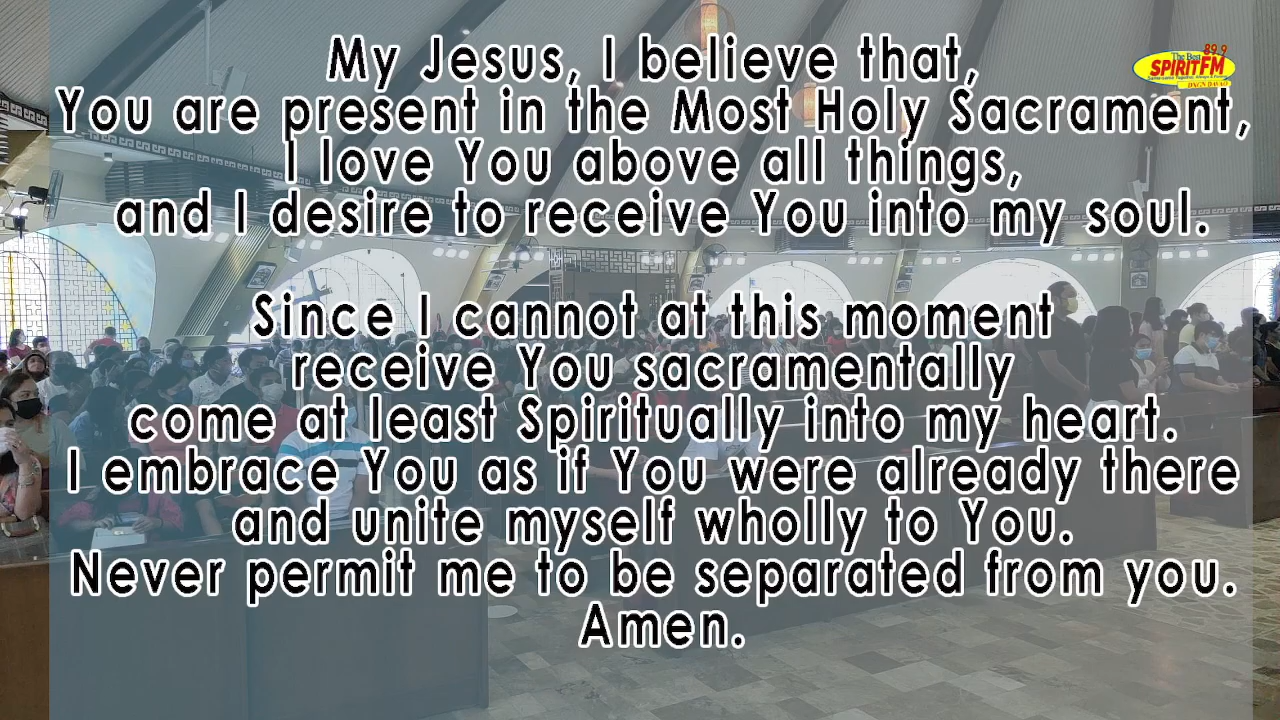 My Jesus, I believe that,
You are present in the Most Holy Sacrament,
I love You above all things,
and I desire to receive You into my soul.
Since I cannot at this moment
receive You sacramentally
come at least Spiritually into my heart.
I embrace You as if You were already there
and unite myself wholly to You.
Never permit me to be separated from you.
Amen.
The Best 89.9
SPIRIT FM